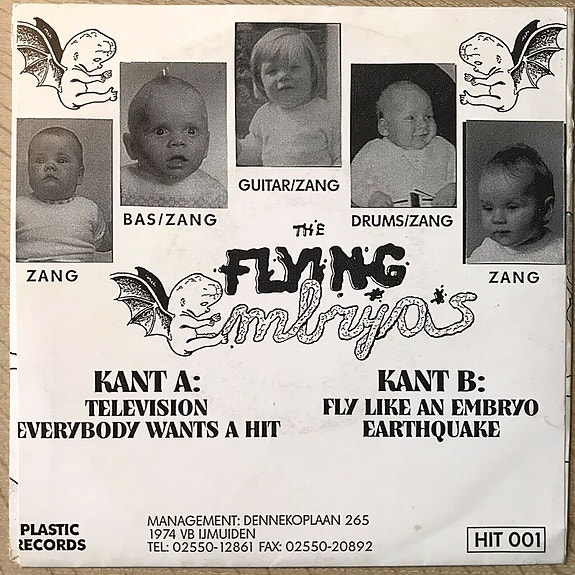 GUITAR/ZANG
BAS/ZANG
DRUMS/ZANG
ZANG
ZANG
THE
FLYING
Embryo's
KANT A:
TELEVISION
EVERYBODY WANTS A HIT
KANT B:
FLY LIKE AN EMBRYO
EARTHQUAKE
PLASTIC
RECORDS
MANAGEMENT: DENNEKOPLAAN 265
1974 VB IJMUIDEN
TEL: 02550-12861 FAX: 02550-20892
HIT 001